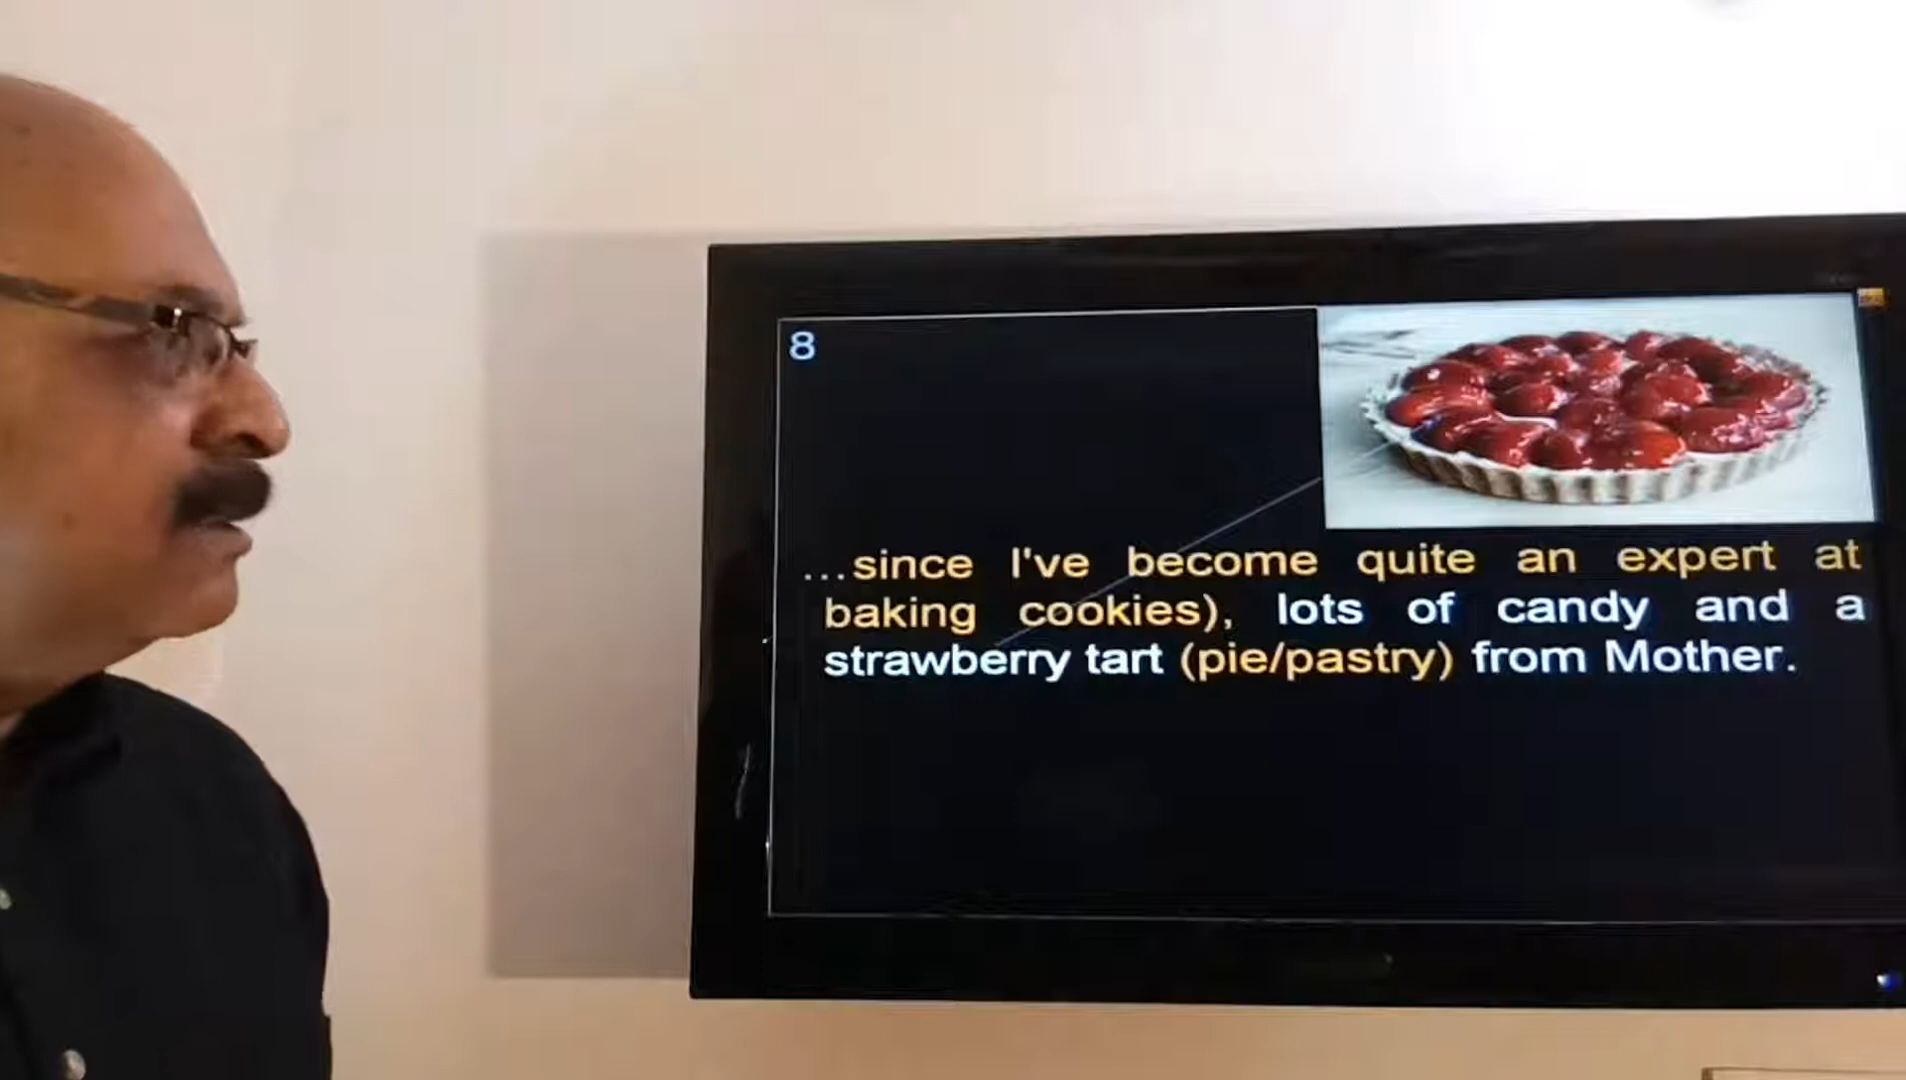 8
...since I've become quite an expert at
baking cookies), lots of candy and a
strawberry tart (pie/pastry) from Mother.